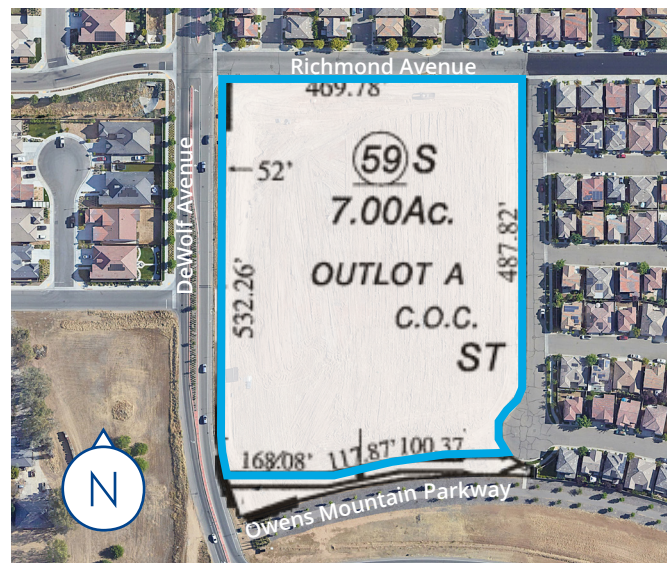 Richmond Avenue
469.78'
59 S
52'
7.00Ac.
DeWolf Avenue
532.26'
487.82'
OUTLOT A
C.O.C.
ST
168.08' 117.87' 100.37
Owens Mountain Parkway
N